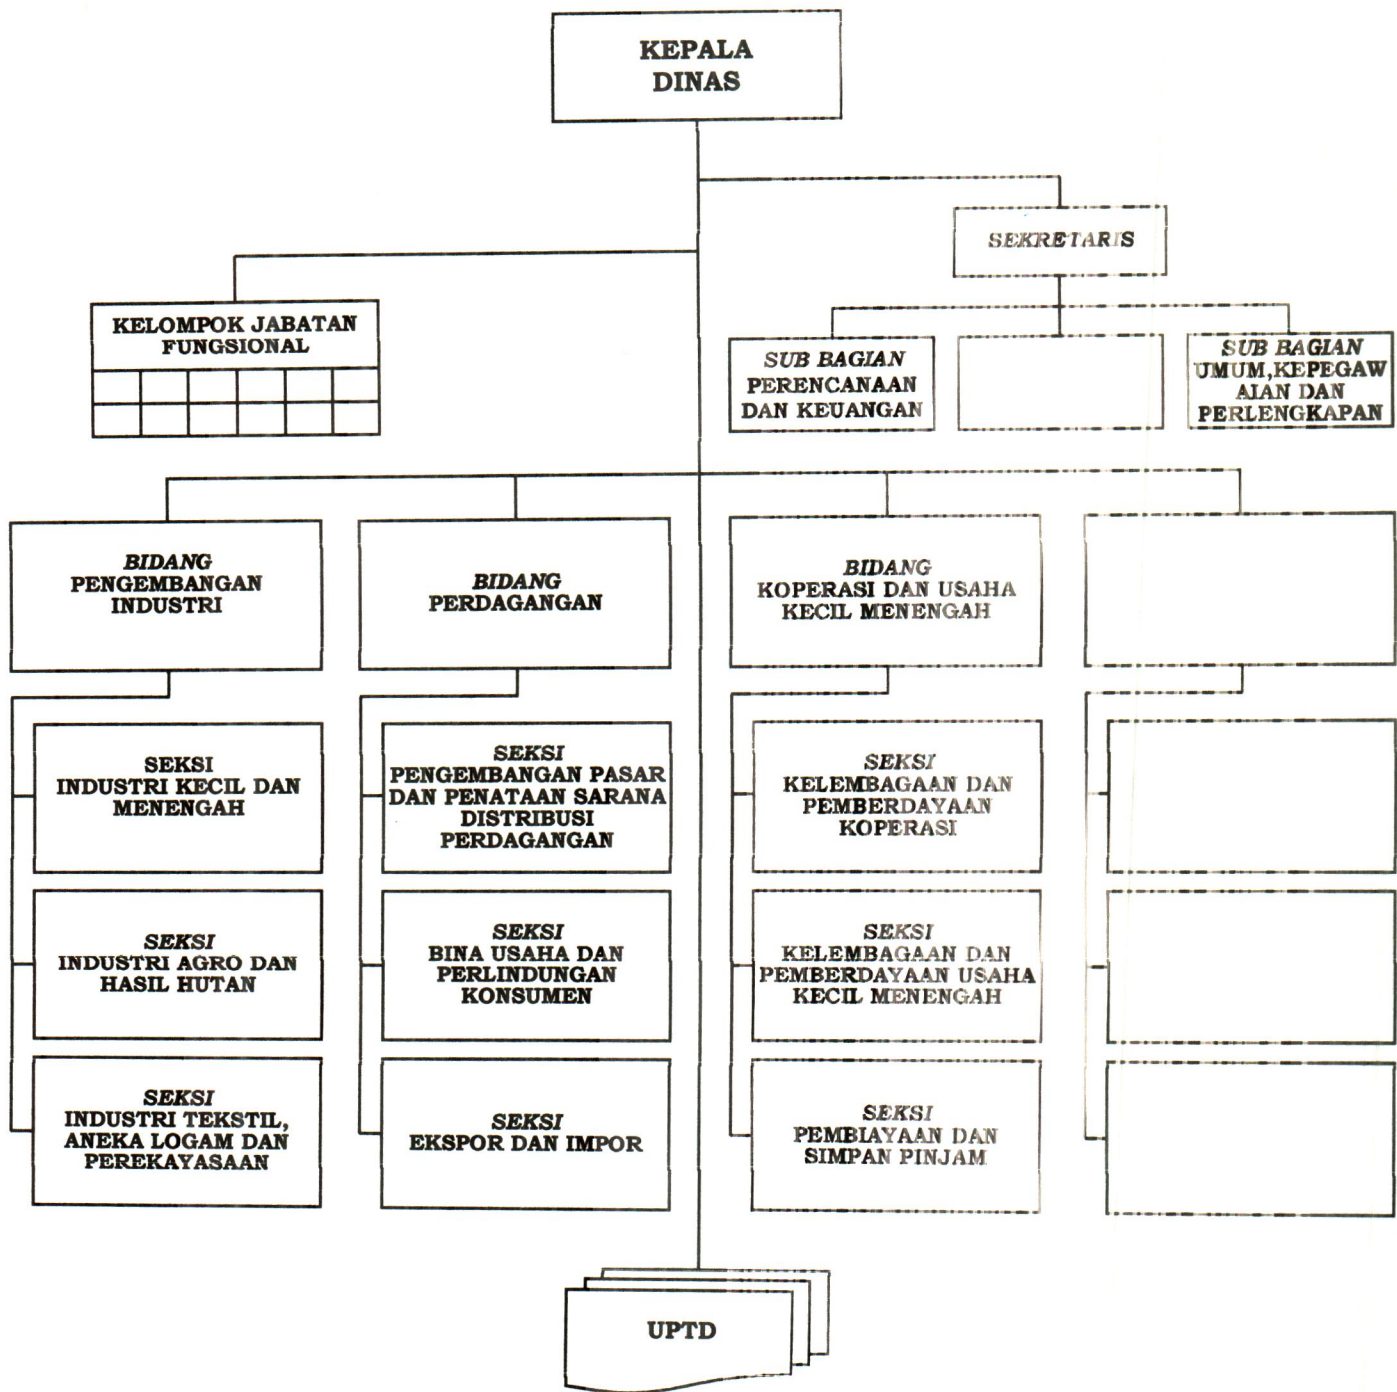 KEPALA
DINAS
SEKRETARIS
KELOMPOK JABATAN
FUNGSIONAL
SUB BAGIAN
PERENCANAAN
DAN KEUANGAN
SUB BAGIAN
UMUM,KEPEGAW
AIAN DAN
PERLENGKAPAN
BIDANG
PENGEMBANGAN
INDUSTRI
BIDANG
PERDAGANGAN
BIDANG
KOPERASI DAN USAHA
KECIL MENENGAH
SEKSI
INDUSTRI KECIL DAN
MENENGAH
SEKSI
PENGEMBANGAN PASAR
DAN PENATAAN SARANA
DISTRIBUSI
PERDAGANGAN
SEKSI
KELEMBAGAAN DAN
PEMBERDAYAAN
KOPERASI
SEKSI
INDUSTRI AGRO DAN
HASIL HUTAN
SEKSI
BINA USAHA DAN
PERLINDUNGAN
KONSUMEN
SEKSI
KELEMBAGAAN DAN
PEMBERDAYAAN USAHA
KECIL MENENGAH
SEKSI
INDUSTRI TEKSTIL,
ANEKA LOGAM DAN
PEREKAYASAAN
SEKSI
EKSPOR DAN IMPOR
SEKSI
PEMBIAYAAN DAN
SIMPAN PINJAM
UPTD